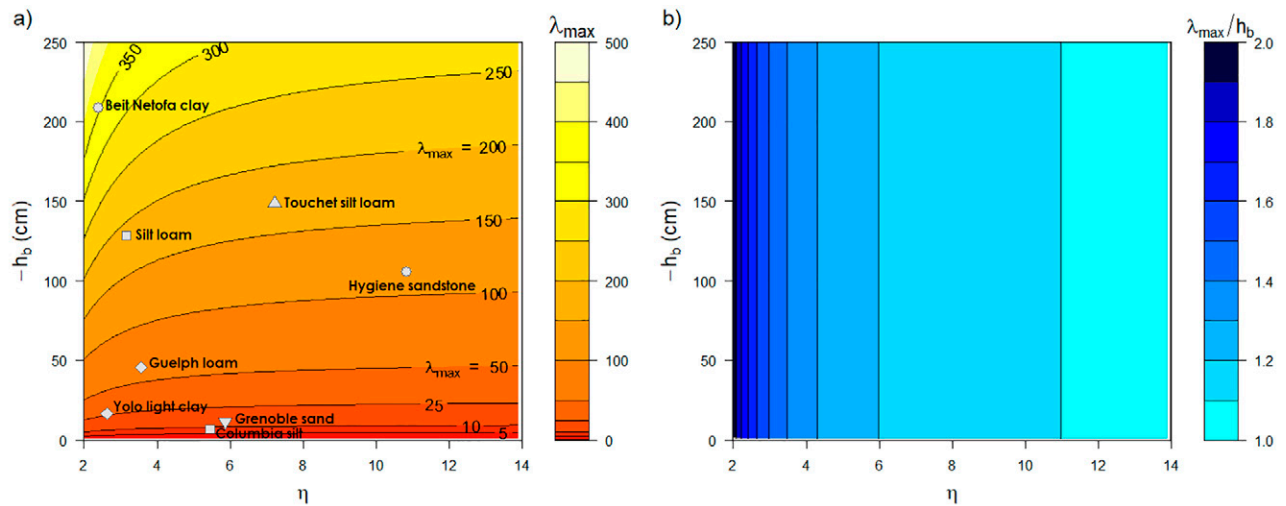 a)
λmax
250
200
150
100
50
0
− hb (cm)
2
4
6
8
10
12
14
η
350
300
250
λmax = 200
150
100
λmax = 50
25
10
5
Beit Netofa clay
Touchet silt loam
Silt loam
Hygiene sandstone
Guelph loam
Yolo light clay
Grenoble sand
Columbia silt
500
400
300
200
100
0
b)
λmax/hb
250
200
150
100
50
0
− hb (cm)
2
4
6
8
10
12
14
η
2.0
1.8
1.6
1.4
1.2
1.0